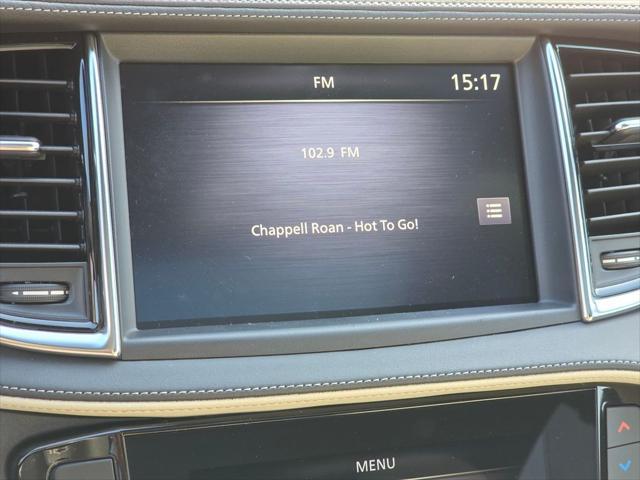 FM 15:17
102.9 FM
Chappell Roan - Hot To Go!
MENU